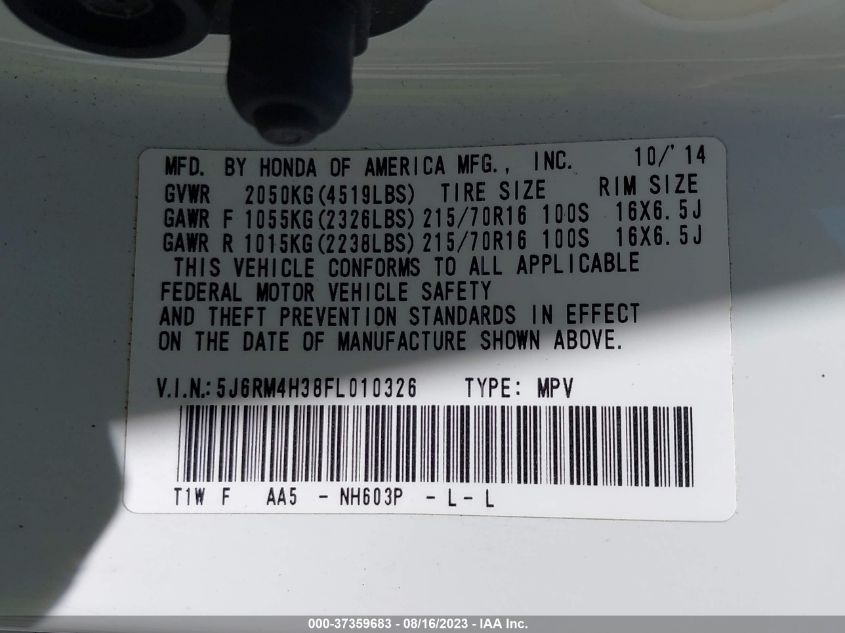 MFD. BY HONDA OF AMERICA MFG., INC. 10/'14
GVWR 2050KG(4519LBS) TIRE SIZE RIM SIZE
GAWR F 1055KG(2326LBS) 215/70R16 100S 16X6.5J
GAWR R 1015KG(2238LBS) 215/70R16 100S 16X6.5J
THIS VEHICLE CONFORMS TO ALL APPLICABLE
FEDERAL MOTOR VEHICLE SAFETY
AND THEFT PREVENTION STANDARDS IN EFFECT
ON THE DATE OF MANUFACTURE SHOWN ABOVE.
V.I.N.: 5J6RM4H38FL010326 TYPE: MPV
T1W F AA5 - NH603P - L - L
000-37359683 - 08/16/2023 - IAA Inc.